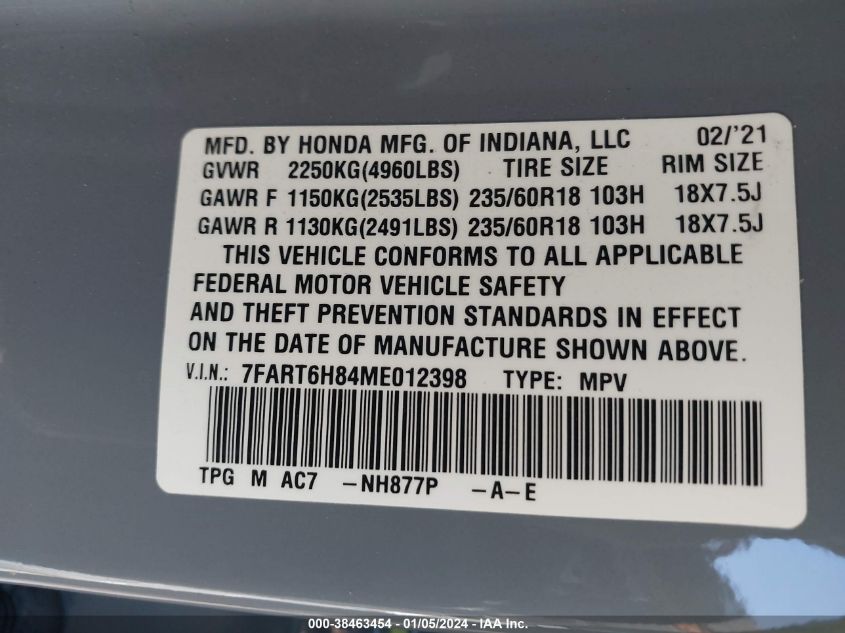 MFD. BY HONDA MFG. OF INDIANA, LLC 02/'21
GVWR 2250KG(4960LBS) TIRE SIZE RIM SIZE
GAWR F 1150KG(2535LBS) 235/60R18 103H 18X7.5J
GAWR R 1130KG(2491LBS) 235/60R18 103H 18X7.5J
THIS VEHICLE CONFORMS TO ALL APPLICABLE
FEDERAL MOTOR VEHICLE SAFETY
AND THEFT PREVENTION STANDARDS IN EFFECT
ON THE DATE OF MANUFACTURE SHOWN ABOVE.
V.I.N.: 7FART6H84ME012398 TYPE: MPV
TPG M AC7 -NH877P -A-E
000-38463454 - 01/05/2024 - IAA Inc.